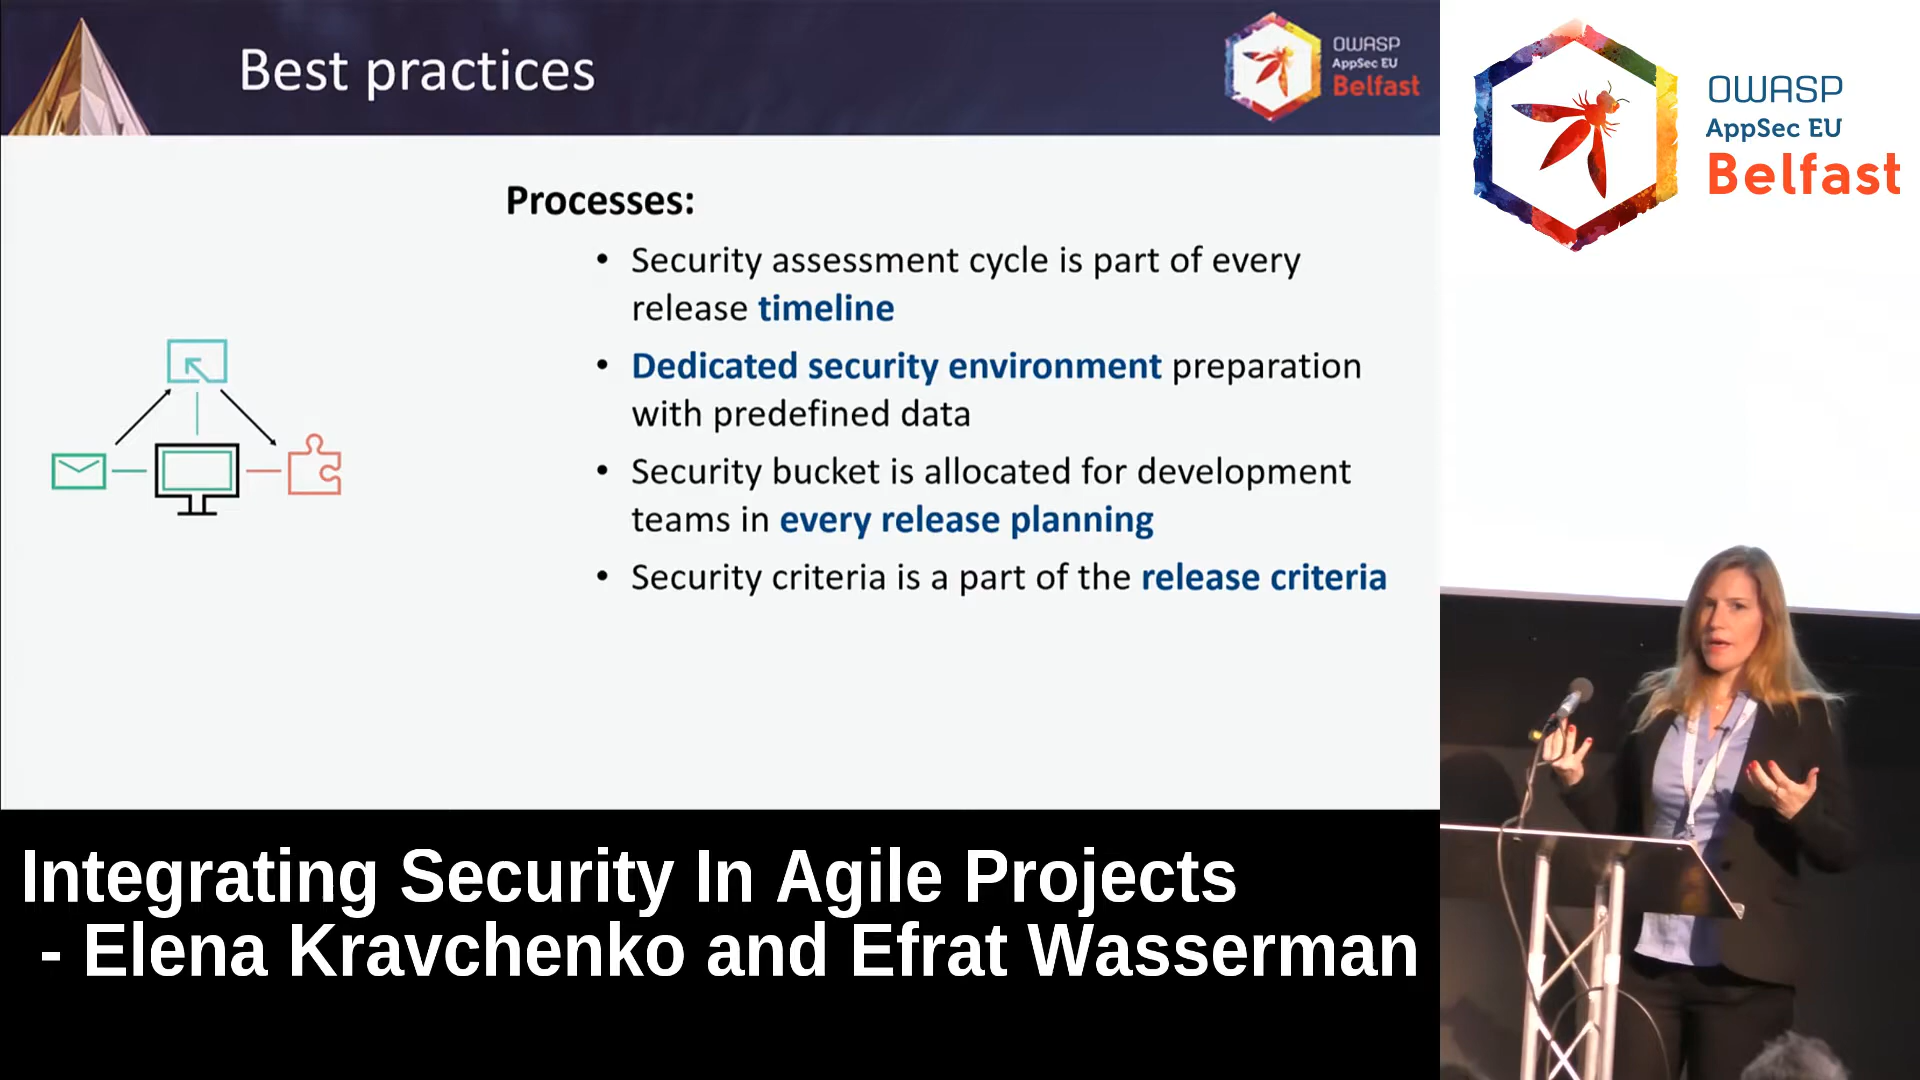 Best practices
OWASP
AppSec EU
Belfast
OWASP
AppSec EU
Belfast
Processes:
• Security assessment cycle is part of every
release timeline
• Dedicated security environment preparation
with predefined data
• Security bucket is allocated for development
teams in every release planning
• Security criteria is a part of the release criteria
Integrating Security In Agile Projects
- Elena Kravchenko and Efrat Wasserman